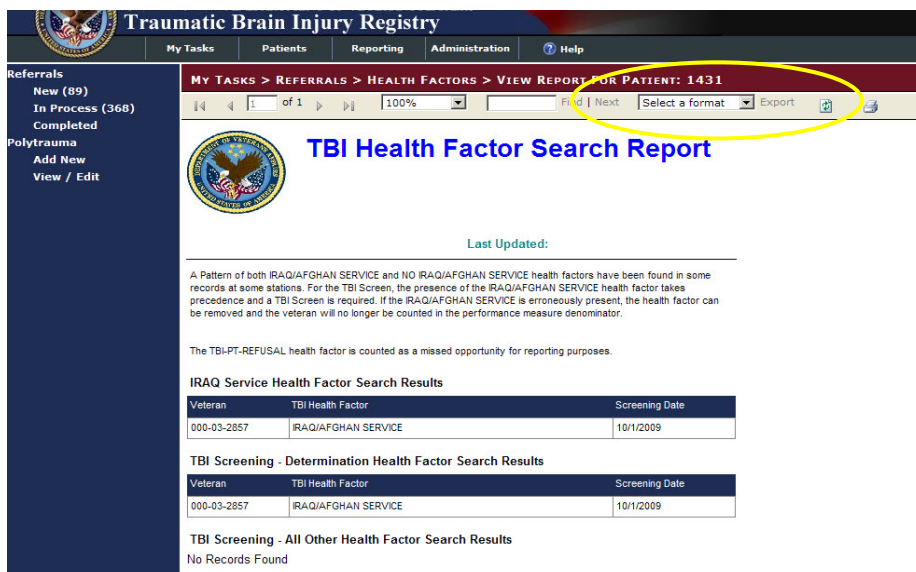 Traumatic Brain Injury Registry
My Tasks Patients Reporting Administration ? Help
Referrals
New (89)
In Process (368)
Completed
Polytrauma
Add New
View / Edit
MY TASKS > REFERRALS > HEALTH FACTORS > VIEW REPORT FOR PATIENT: 1431
1 of 1 100% Find | Next Select a format Export
TBI Health Factor Search Report
Last Updated:
A Pattern of both IRAQ/AFGHAN SERVICE and NO IRAQ/AFGHAN SERVICE health factors have been found in some
records at some stations. For the TBI Screen, the presence of the IRAQ/AFGHAN SERVICE health factor takes
precedence and a TBI Screen is required. If the IRAQ/AFGHAN SERVICE is erroneously present, the health factor can
be removed and the veteran will no longer be counted in the performance measure denominator.
The TBI-PT-REFUSAL health factor is counted as a missed opportunity for reporting purposes.
IRAQ Service Health Factor Search Results
Veteran TBI Health Factor Screening Date
000-03-2857 IRAQ/AFGHAN SERVICE 10/1/2009
TBI Screening - Determination Health Factor Search Results
Veteran TBI Health Factor Screening Date
000-03-2857 IRAQ/AFGHAN SERVICE 10/1/2009
TBI Screening - All Other Health Factor Search Results
No Records Found